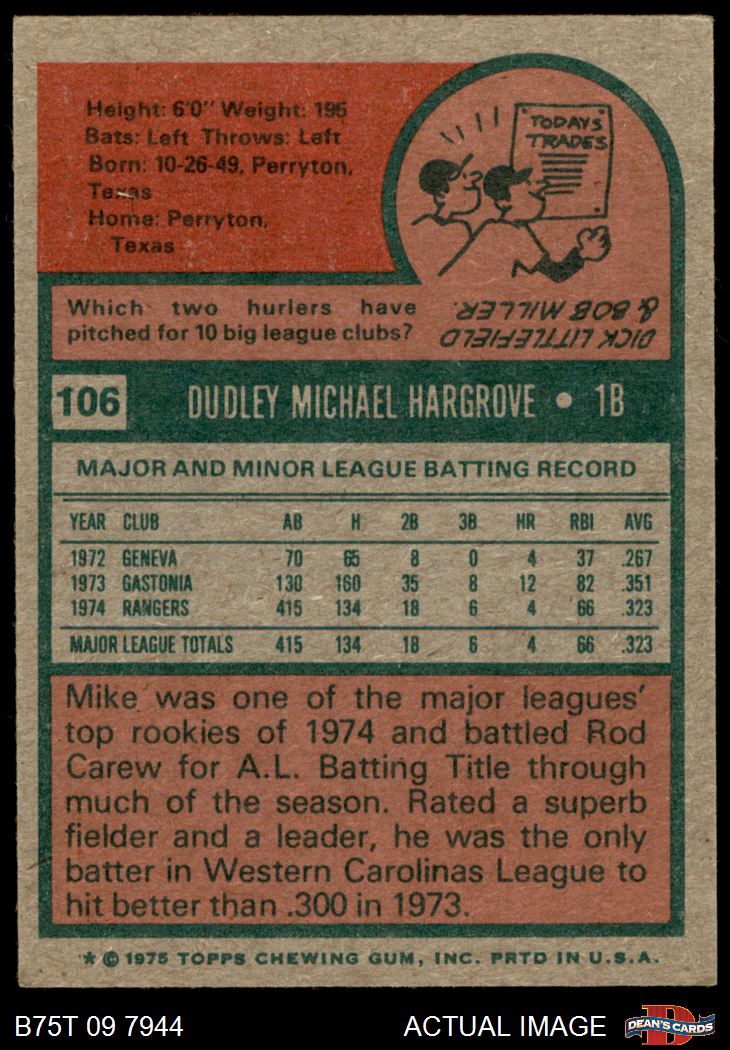 Height: 6'0" Weight: 195
Bats: Left Throws: Left
Born: 10-26-49, Perryton,
Texas
Home: Perryton,
Texas
TODAYS
TRADES
Which two hurlers have
pitched for 10 big league clubs?
DICK LITTLEFIELD
& BOB MILLER.
106 DUDLEY MICHAEL HARGROVE • 1B
MAJOR AND MINOR LEAGUE BATTING RECORD
YEAR CLUB AB H 2B 3B HR RBI AVG
1972 GENEVA 70 65 8 0 4 37 .267
1973 GASTONIA 130 160 35 8 12 82 .351
1974 RANGERS 415 134 18 6 4 66 .323
MAJOR LEAGUE TOTALS 415 134 18 6 4 66 .323
Mike was one of the major leagues'
top rookies of 1974 and battled Rod
Carew for A.L. Batting Title through
much of the season. Rated a superb
fielder and a leader, he was the only
batter in Western Carolinas League to
hit better than .300 in 1973.
* © 1975 TOPPS CHEWING GUM, INC. PRTD IN U.S.A.
B75T 09 7944 ACTUAL IMAGE
D
DEAN'S CARDS